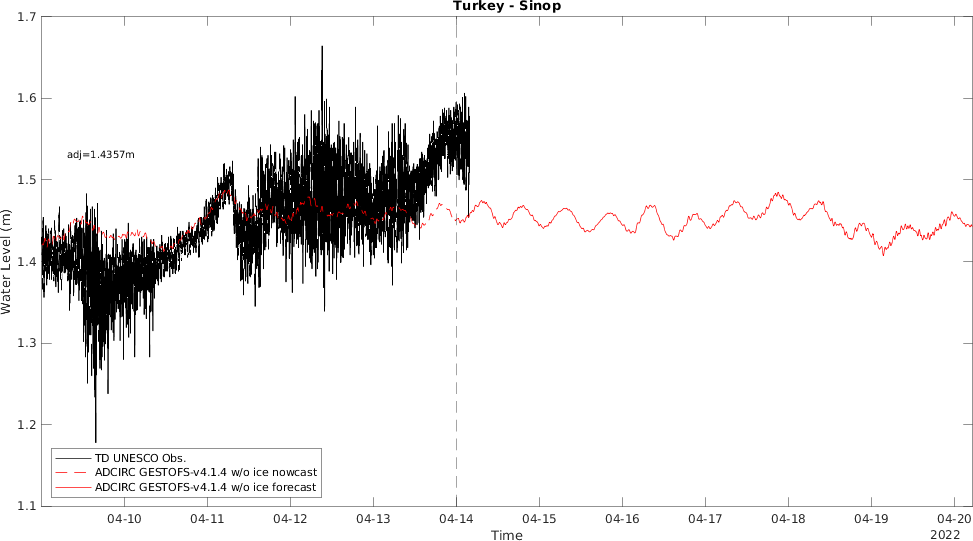 Turkey - Sinop
1.7
1.6
1.5
1.4
1.3
1.2
1.1
Water Level (m)
adj=1.4357m
TD UNESCO Obs.
ADCIRC GESTOFS-v4.1.4 w/o ice nowcast
ADCIRC GESTOFS-v4.1.4 w/o ice forecast
04-10 04-11 04-12 04-13 04-14 04-15 04-16 04-17 04-18 04-19 04-20
Time
2022